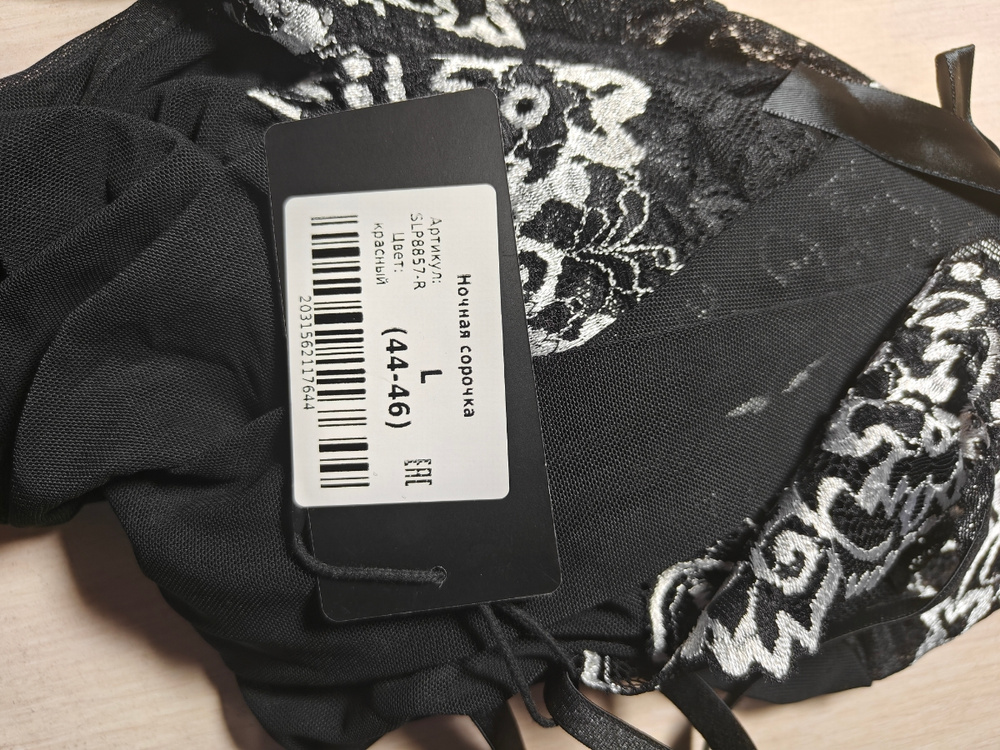 Ночная сорочка
Артикул:
SLP8857-R
Цвет:
красный
L
(44-46)
EAC
2031562117644